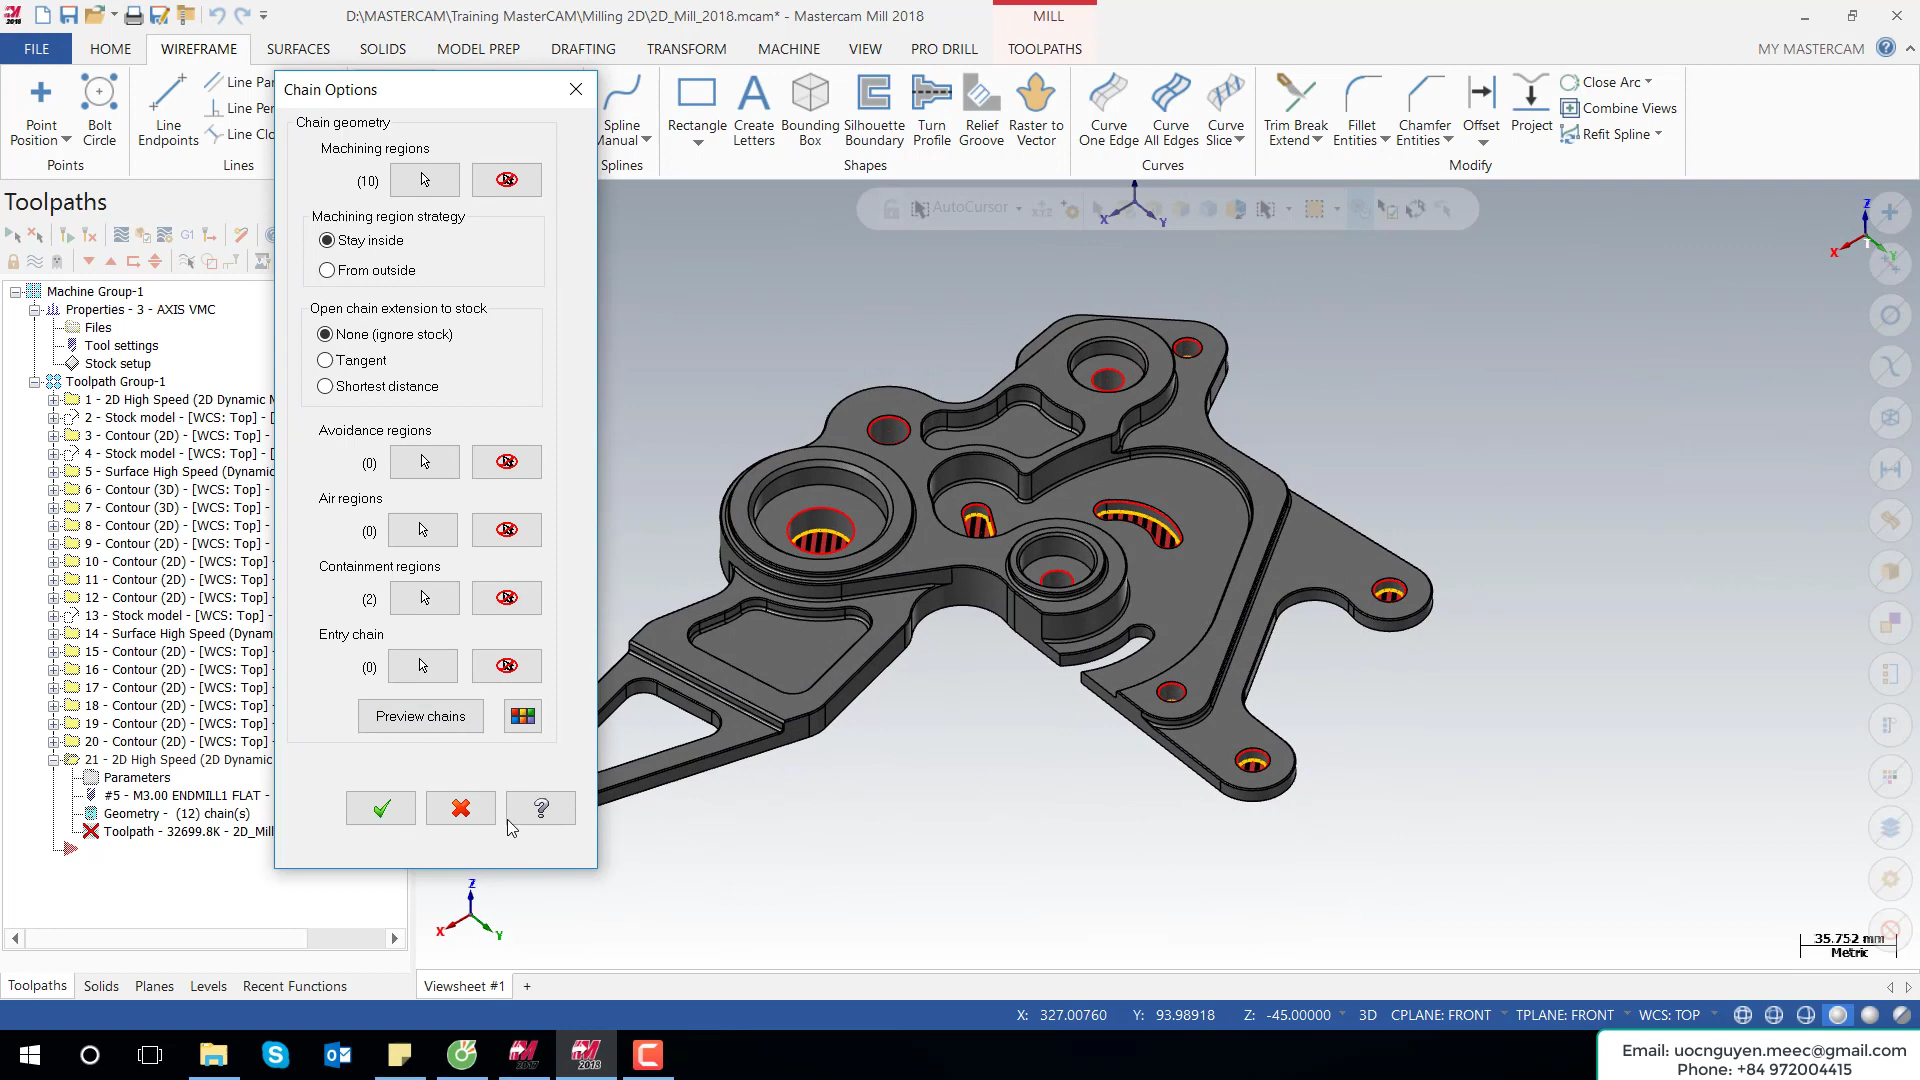 D:\MASTERCAM\Training MasterCAM\Milling 2D\2D_Mill_2018.mcam* - Mastercam Mill 2018
MILL
FILE
HOME
WIREFRAME
SURFACES
SOLIDS
MODEL PREP
DRAFTING
TRANSFORM
MACHINE
VIEW
PRO DRILL
TOOLPATHS
MY MASTERCAM
Point
Position
Bolt
Circle
Points
Line
Endpoints
Line Par
Line Per
Line Clo
Lines
Spline
Manual
Splines
Rectangle
Create
Letters
Bounding
Box
Silhouette
Boundary
Turn
Profile
Relief
Groove
Raster to
Vector
Shapes
Curve
One Edge
Curve
All Edges
Curve
Slice
Curves
Trim Break
Extend
Fillet
Entities
Chamfer
Entities
Offset
Project
Close Arc
Combine Views
Refit Spline
Modify
AutoCursor
Toolpaths
G1
Machine Group-1
Properties - 3 - AXIS VMC
Files
Tool settings
Stock setup
Toolpath Group-1
1 - 2D High Speed (2D Dynamic M
2 - Stock model - [WCS: Top] - [
3 - Contour (2D) - [WCS: Top] -
4 - Stock model - [WCS: Top] - [
5 - Surface High Speed (Dynamic
6 - Contour (3D) - [WCS: Top] -
7 - Contour (3D) - [WCS: Top] -
8 - Contour (2D) - [WCS: Top] -
9 - Contour (2D) - [WCS: Top] -
10 - Contour (2D) - [WCS: Top]
11 - Contour (2D) - [WCS: Top]
12 - Contour (2D) - [WCS: Top]
13 - Stock model - [WCS: Top] -
14 - Surface High Speed (Dynam
15 - Contour (2D) - [WCS: Top]
16 - Contour (2D) - [WCS: Top]
17 - Contour (2D) - [WCS: Top]
18 - Contour (2D) - [WCS: Top]
19 - Contour (2D) - [WCS: Top]
20 - Contour (2D) - [WCS: Top]
21 - 2D High Speed (2D Dynamic
Parameters
#5 - M3.00 ENDMILL1 FLAT -
Geometry - (12) chain(s)
Toolpath - 32699.8K - 2D_Mill
Chain Options
Chain geometry
Machining regions
(10)
Machining region strategy
Stay inside
From outside
Open chain extension to stock
None (ignore stock)
Tangent
Shortest distance
Avoidance regions
(0)
Air regions
(0)
Containment regions
(2)
Entry chain
(0)
Preview chains
X
Y
Z
X
Y
T
Z
X
Y
35.752 mm
Metric
Toolpaths
Solids
Planes
Levels
Recent Functions
Viewsheet #1
+
X: 327.00760
Y: 93.98918
Z: -45.00000
3D
CPLANE: FRONT
TPLANE: FRONT
WCS: TOP
2017
2018
Email: uocnguyen.meec@gmail.com
Phone: +84 972004415